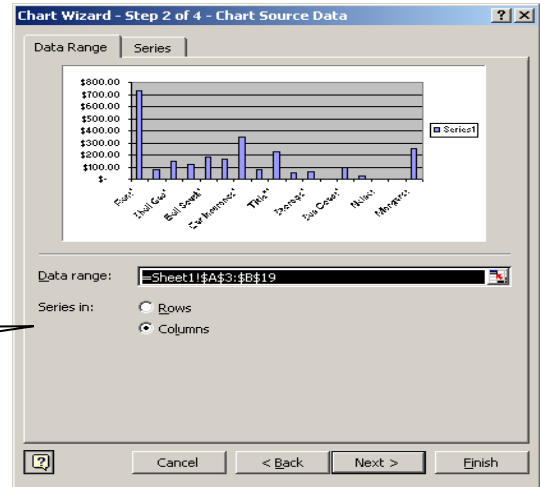 Chart Wizard - Step 2 of 4 - Chart Source Data
Data Range
Series
$800.00
$700.00
$600.00
$500.00
$400.00
$300.00
$200.00
$100.00
$-
Series1
Rent*
Car Insurance*
Data range:
=Sheet1!$A$3:$B$19
Series in:
Rows
Columns
Cancel
< Back
Next >
Finish